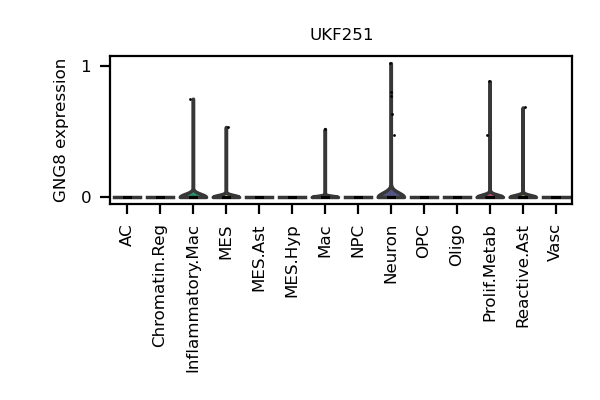 UKF251
GNG8 expression
1
0
AC
Chromatin.Reg
Inflammatory.Mac
MES
MES.Ast
MES.Hyp
Mac
NPC
Neuron
OPC
Oligo
Prolif.Metab
Reactive.Ast
Vasc